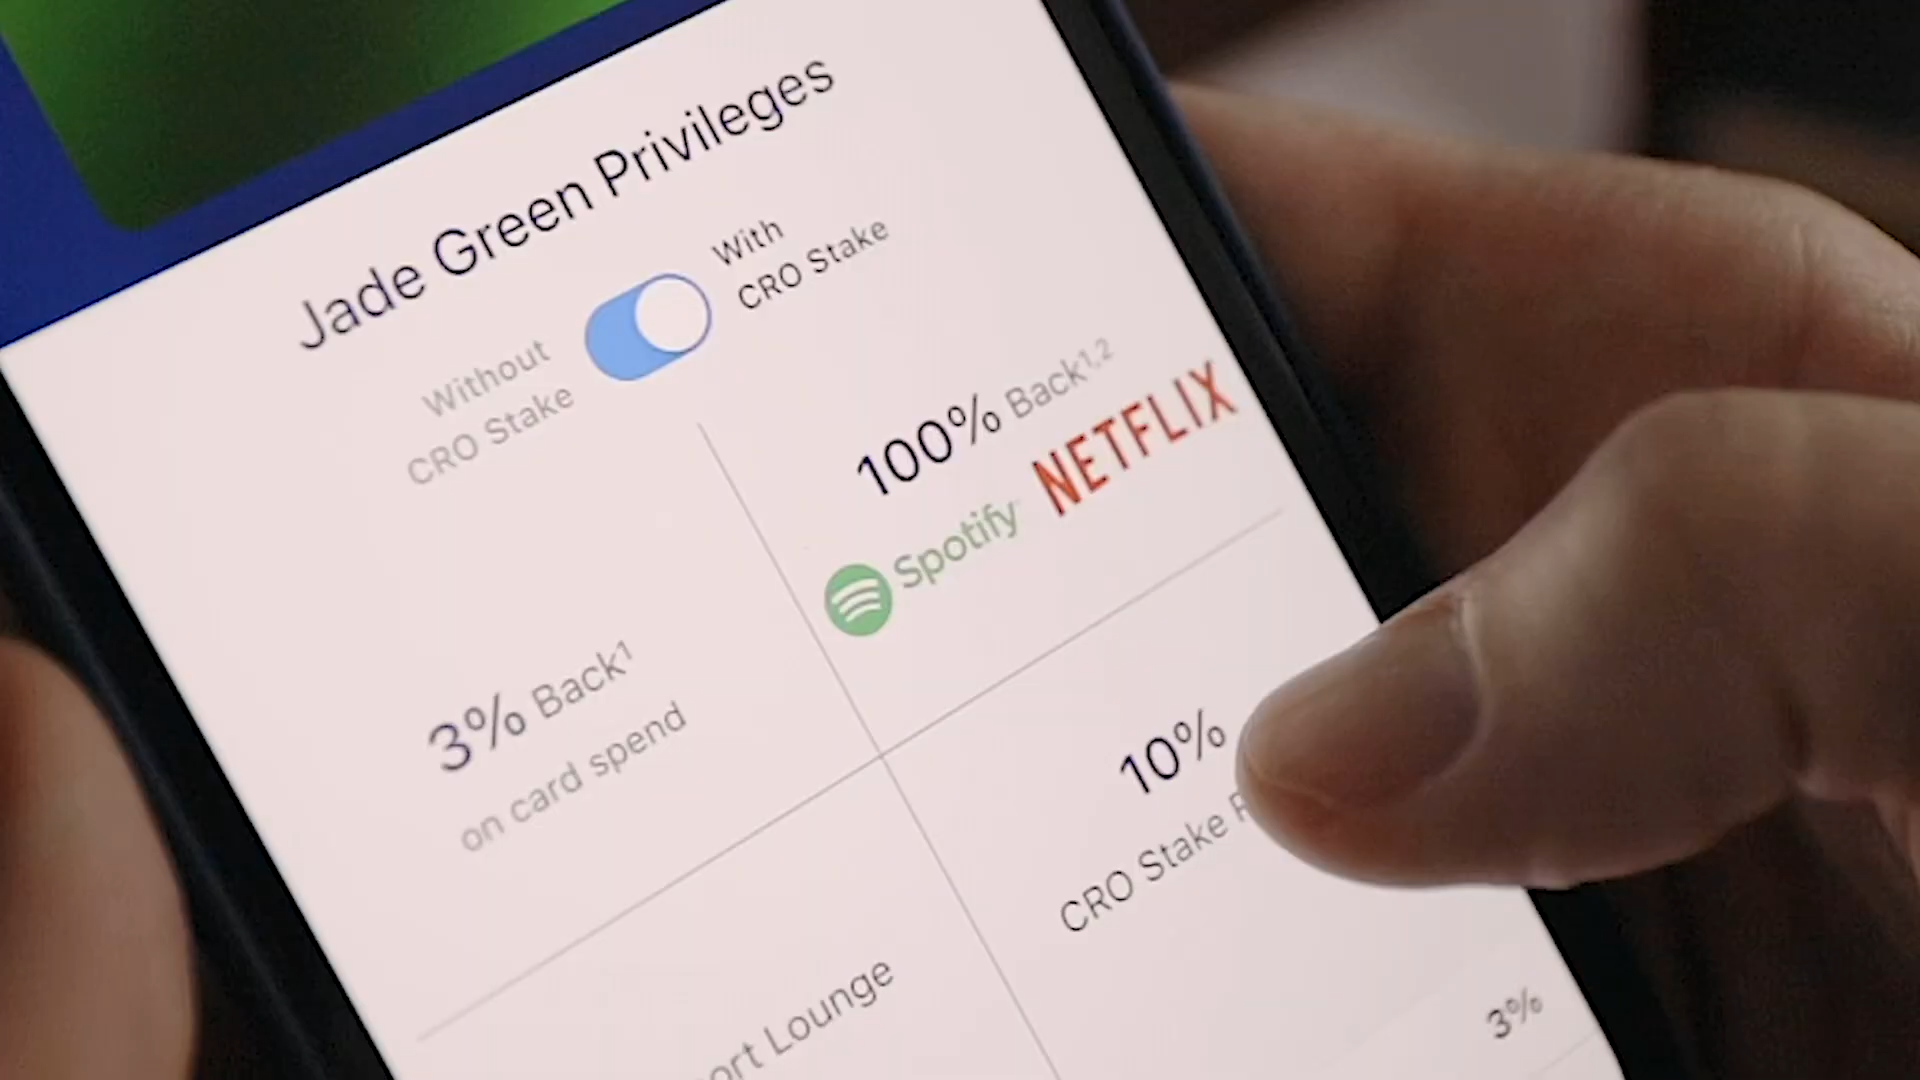 Jade Green Privileges
Without
CRO Stake
With
CRO Stake
3% Back¹
on card spend
100% Back¹,²
Spotify NETFLIX
10%
CRO Stake
Lounge
3%